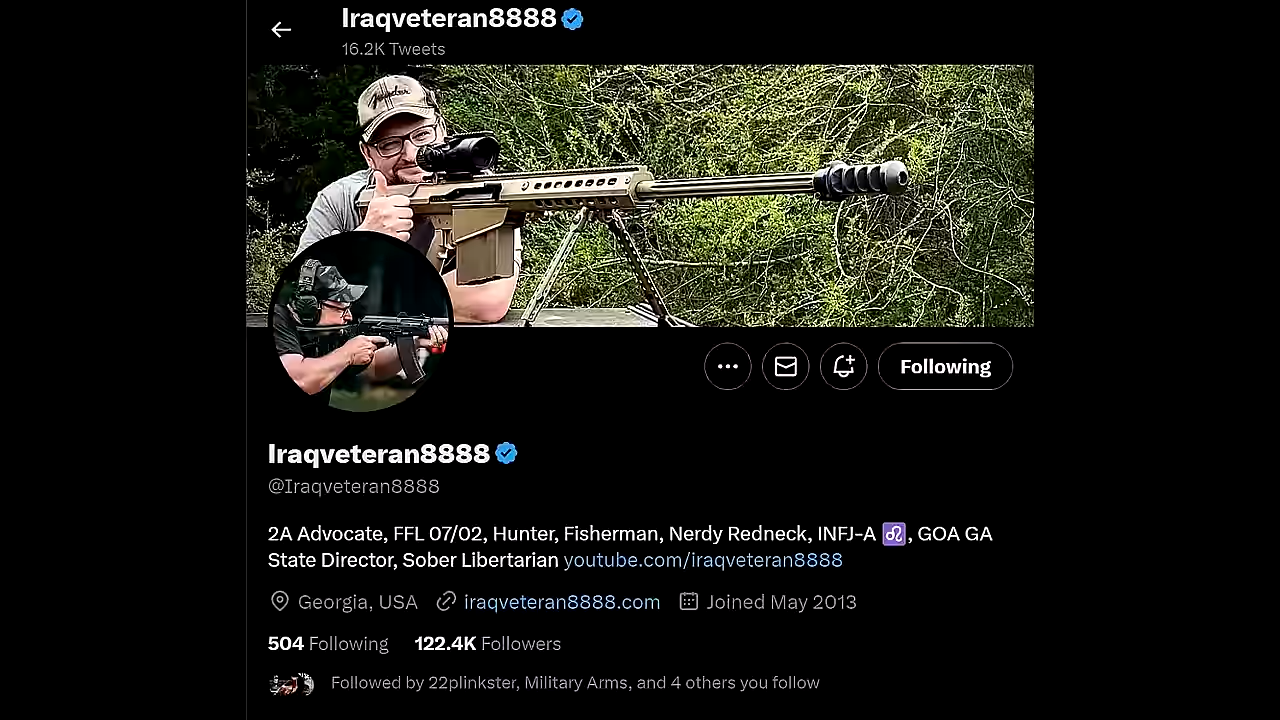 Iraqveteran8888
16.2K Tweets
Following
Iraqveteran8888
@Iraqveteran8888
2A Advocate, FFL 07/02, Hunter, Fisherman, Nerdy Redneck, INFJ-A ♌, GOA GA
State Director, Sober Libertarian youtube.com/iraqveteran8888
Georgia, USA iraqveteran8888.com Joined May 2013
504 Following 122.4K Followers
Followed by 22plinkster, Military Arms, and 4 others you follow